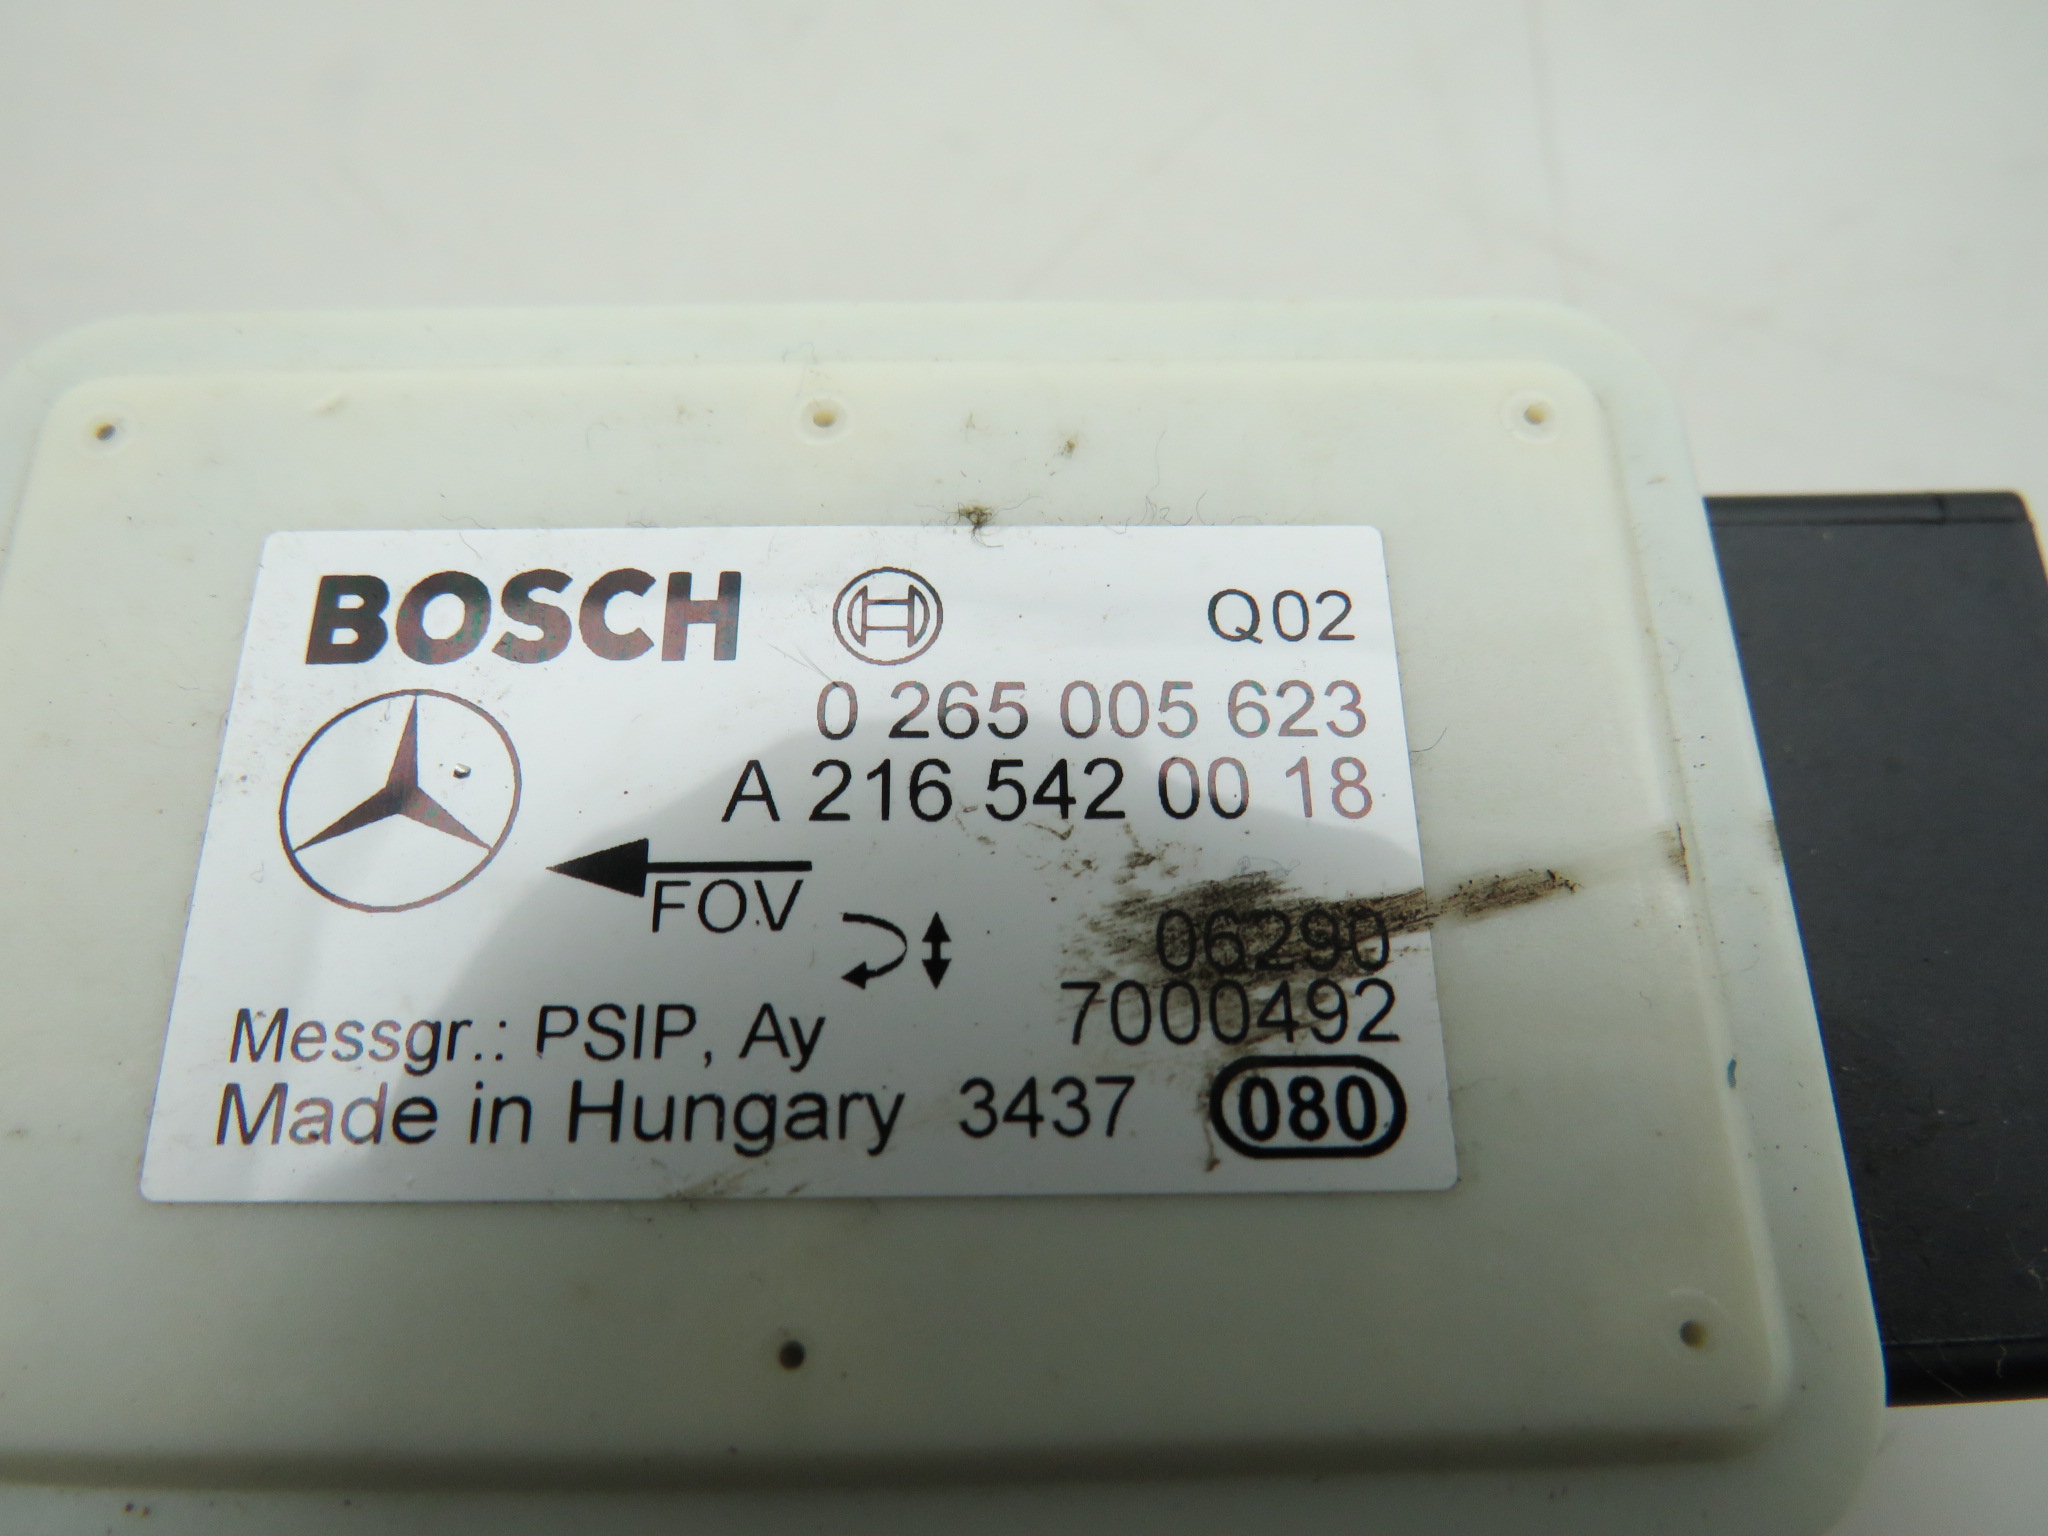 BOSCH Q02
0 265 005 623
A 216 542 00 18
FOV
06290
7000492
Messgr.: PSIP, Ay
Made in Hungary 3437 080